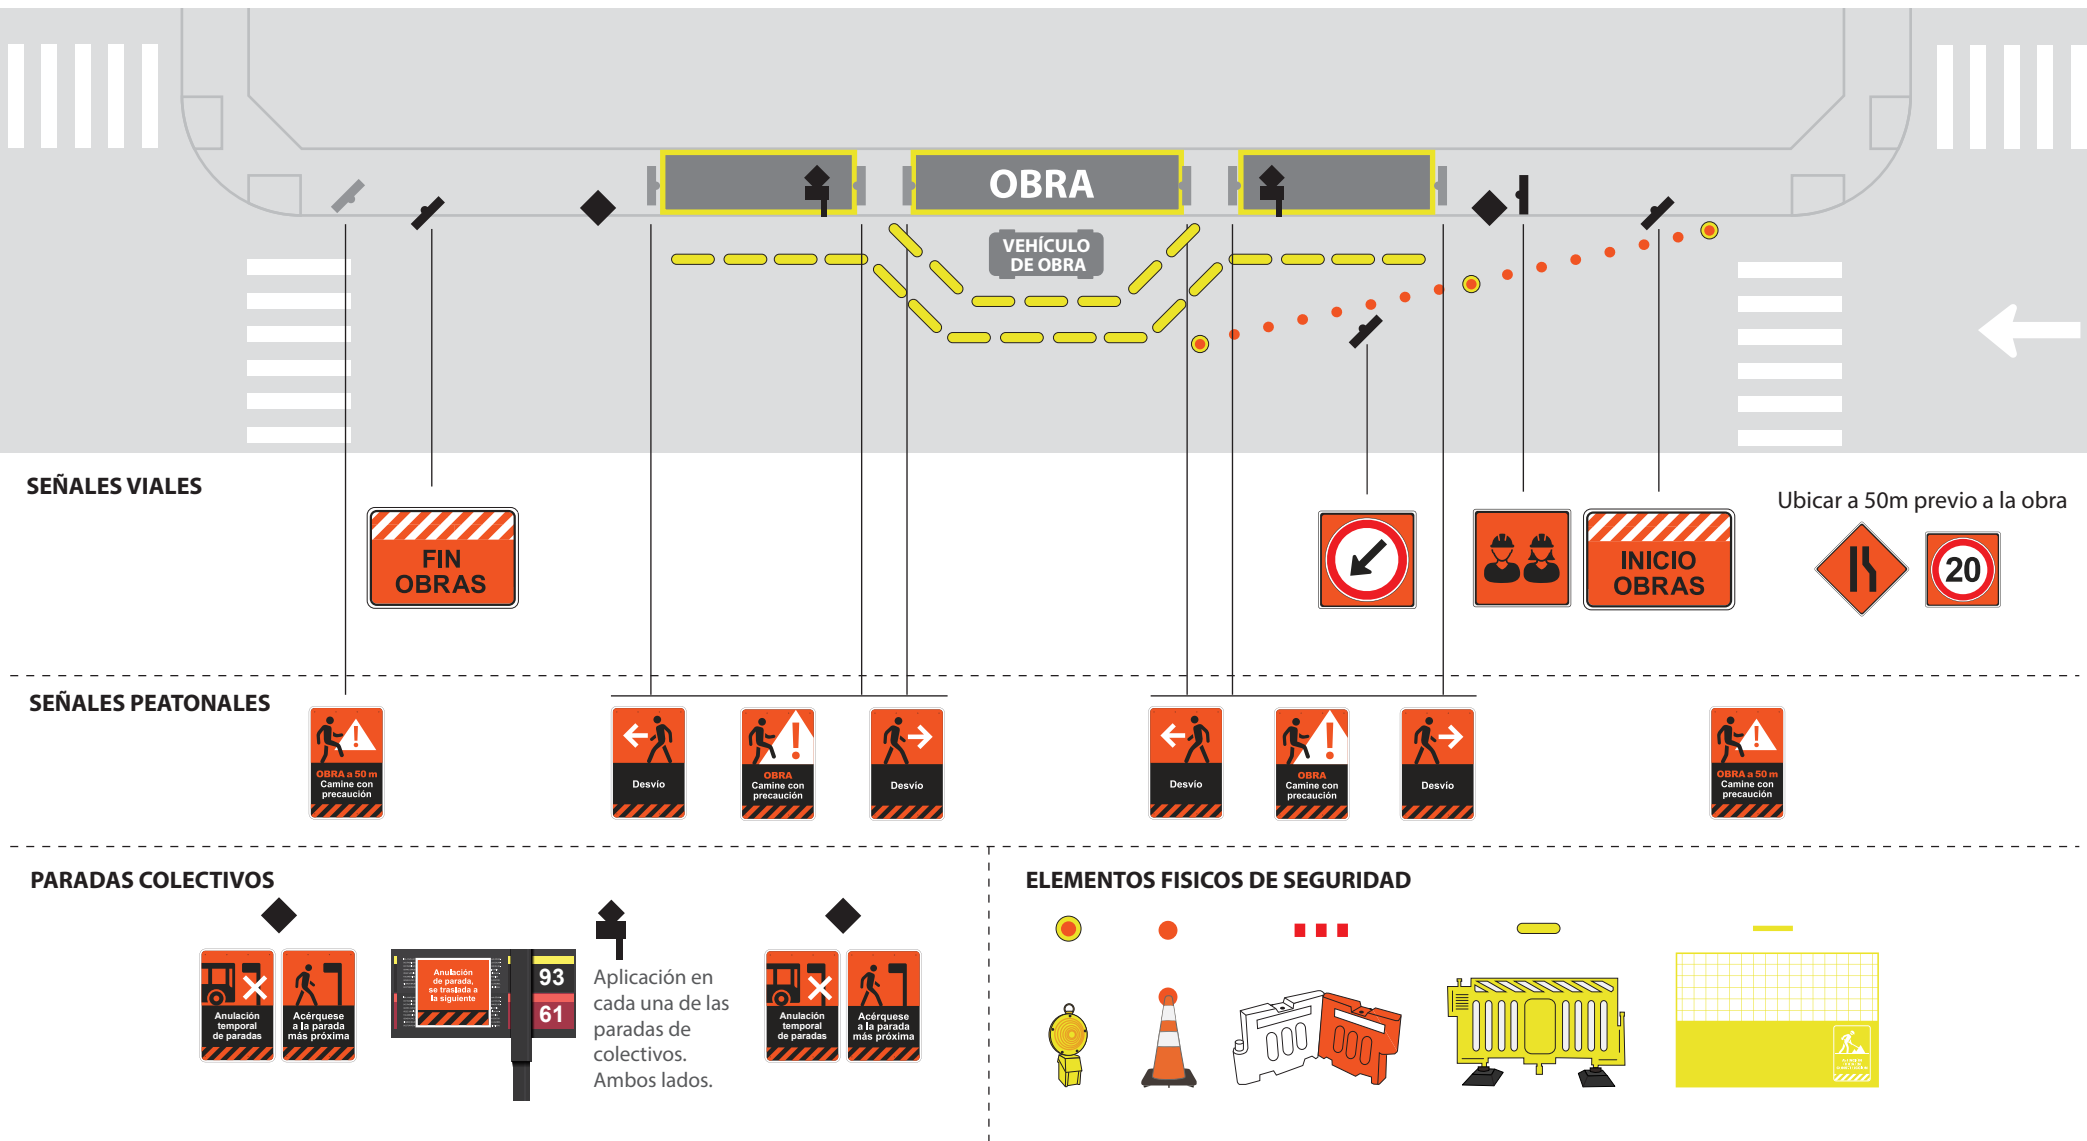 OBRA
VEHÍCULO
DE OBRA
SEÑALES VIALES
FIN
OBRAS
INICIO
OBRAS
Ubicar a 50m previo a la obra
20
SEÑALES PEATONALES
OBRA a 50 m
Camine con
precaución
Desvío
OBRA
Camine con
precaución
Desvío
Desvío
OBRA
Camine con
precaución
Desvío
OBRA a 50 m
Camine con
precaución
PARADAS COLECTIVOS
Anulación
temporal
de paradas
Acérquese
a la parada
más próxima
Anulación
de parada,
se traslada a
la siguiente
93
61
Aplicación en
cada una de las
paradas de
colectivos.
Ambos lados.
Anulación
temporal
de paradas
Acérquese
a la parada
más próxima
ELEMENTOS FISICOS DE SEGURIDAD